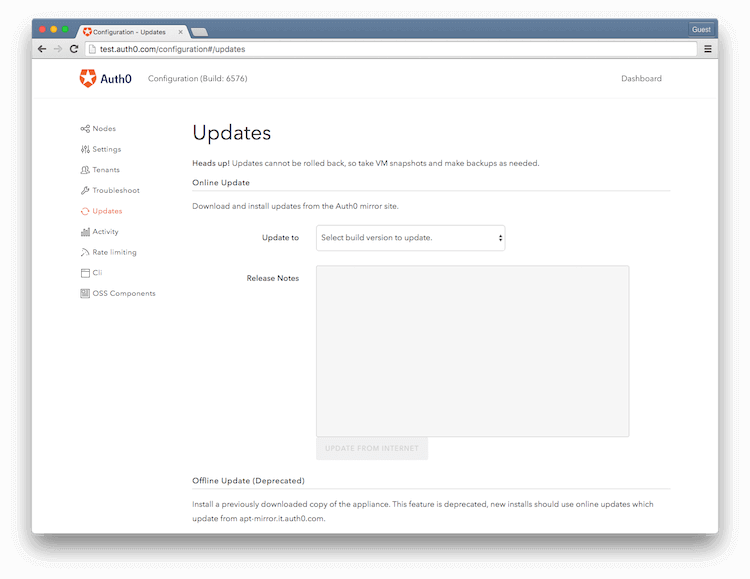 Configuration - Updates
Guest
test.auth0.com/configuration#/updates
Auth0
Configuration (Build: 6576)
Dashboard
Nodes
Settings
Tenants
Troubleshoot
Updates
Activity
Rate limiting
Cli
OSS Components
Updates
Heads up! Updates cannot be rolled back, so take VM snapshots and make backups as needed.
Online Update
Download and install updates from the Auth0 mirror site.
Update to
Select build version to update.
Release Notes
UPDATE FROM INTERNET
Offline Update (Deprecated)
Install a previously downloaded copy of the appliance. This feature is deprecated, new installs should use online updates which
update from apt-mirror.it.auth0.com.